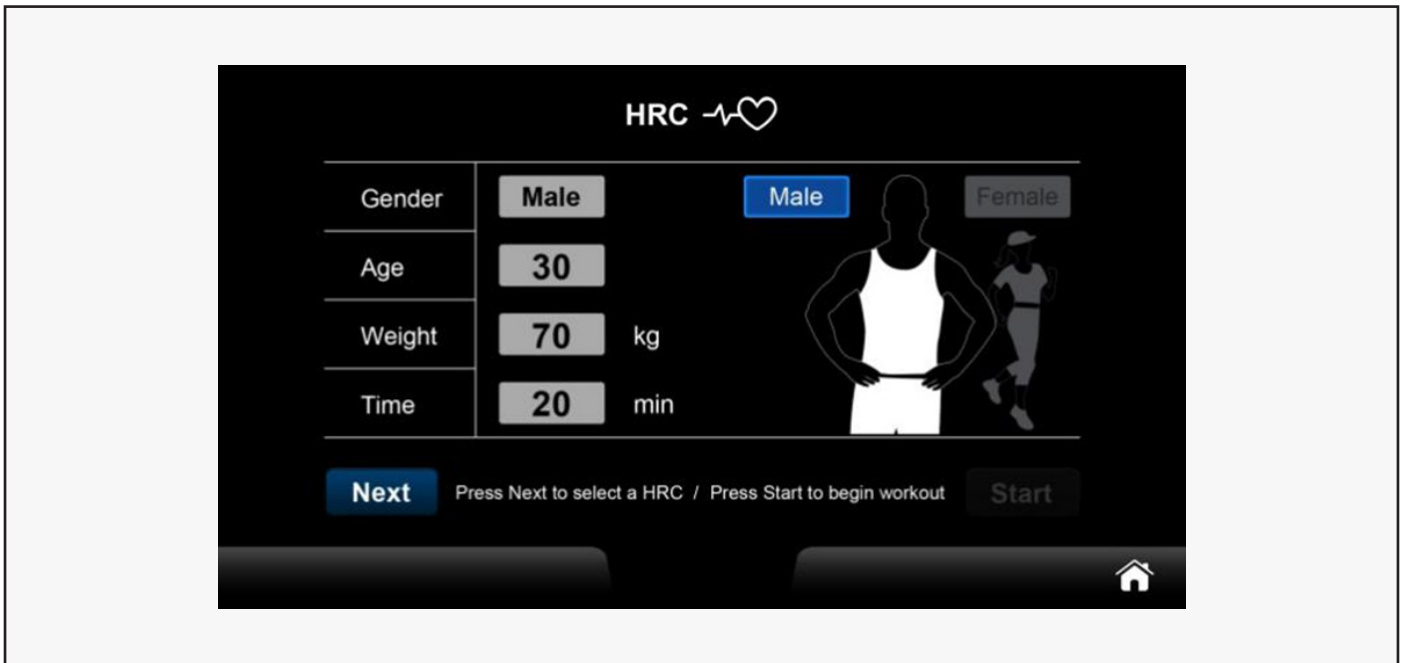 HRC
Gender Male Male Female
Age 30
Weight 70 kg
Time 20 min
Next Press Next to select a HRC / Press Start to begin workout Start